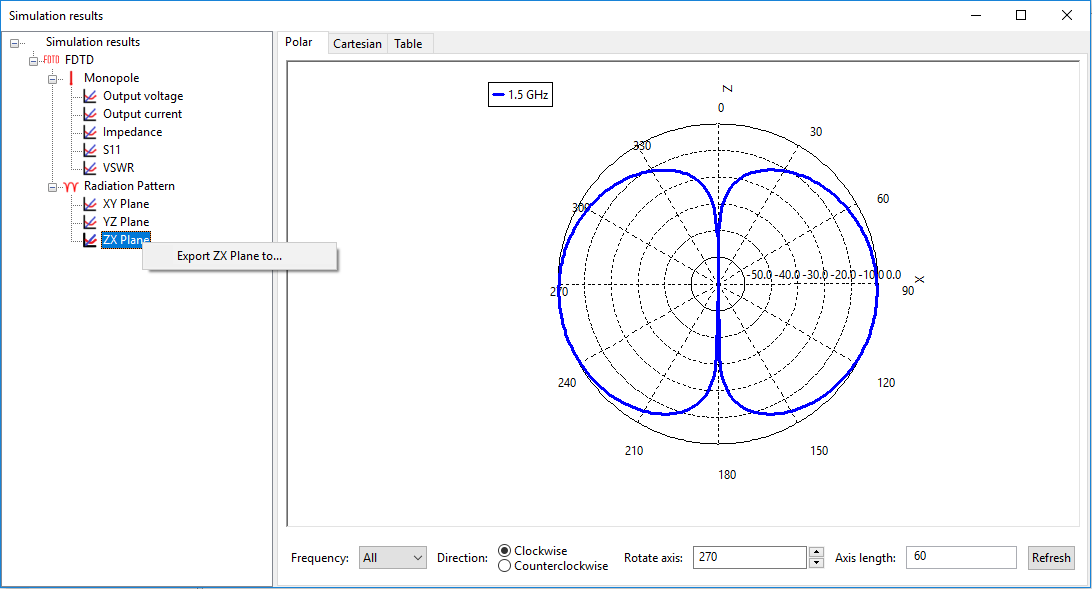 Simulation results
Simulation results
FDTD FDTD
Monopole
Output voltage
Output current
Impedance
S11
VSWR
Radiation Pattern
XY Plane
YZ Plane
ZX Plane
Export ZX Plane to...
Polar Cartesian Table
1.5 GHz
Z
0
30
60
90
X
120
150
180
210
240
270
300
330
-50.0 -40.0 -30.0 -20.0 -10.0 0.0
Frequency: All Direction: Clockwise Counterclockwise Rotate axis: 270 Axis length: 60 Refresh